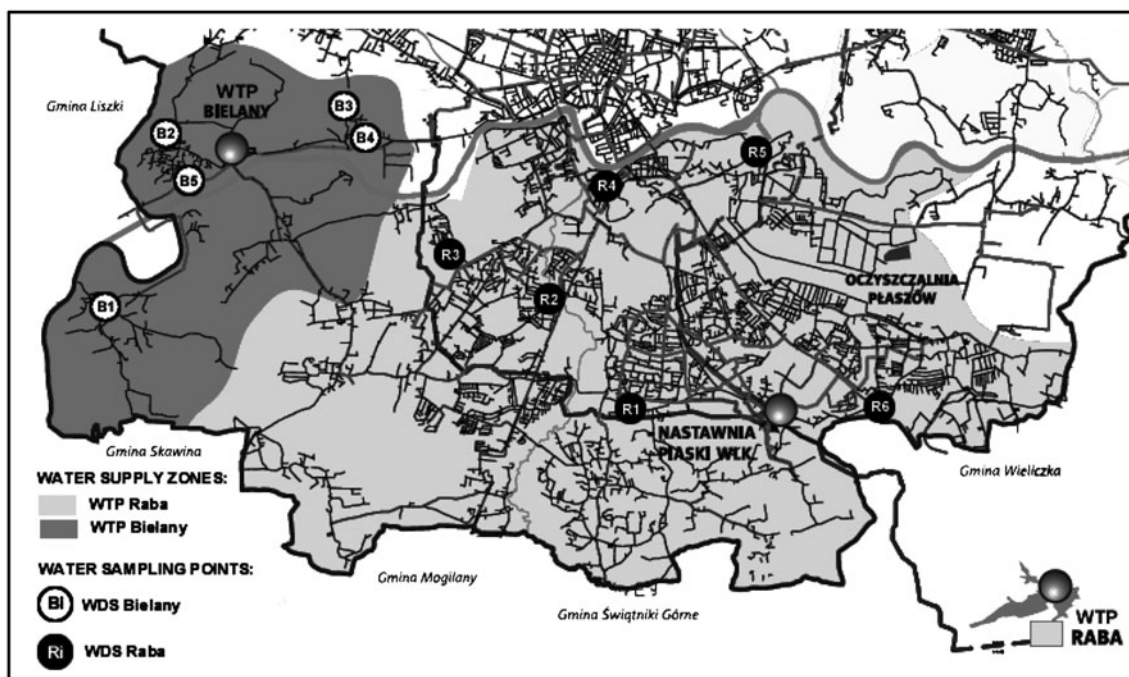 Gmina Liszki
WTP
BIELANY
B3
B2
B4
B5
R5
R4
R3
B1
R2
OCZYSZCZALNIA
PŁASZÓW
R1
R6
NASTAWNIA
PIASKI WLK.
Gmina Skawina
Gmina Wieliczka
WATER SUPPLY ZONES:
WTP Raba
WTP Bielany
WATER SAMPLING POINTS:
Bi WDS Bielany
Ri WDS Raba
Gmina Mogilany
Gmina Świątniki Górne
WTP
RABA